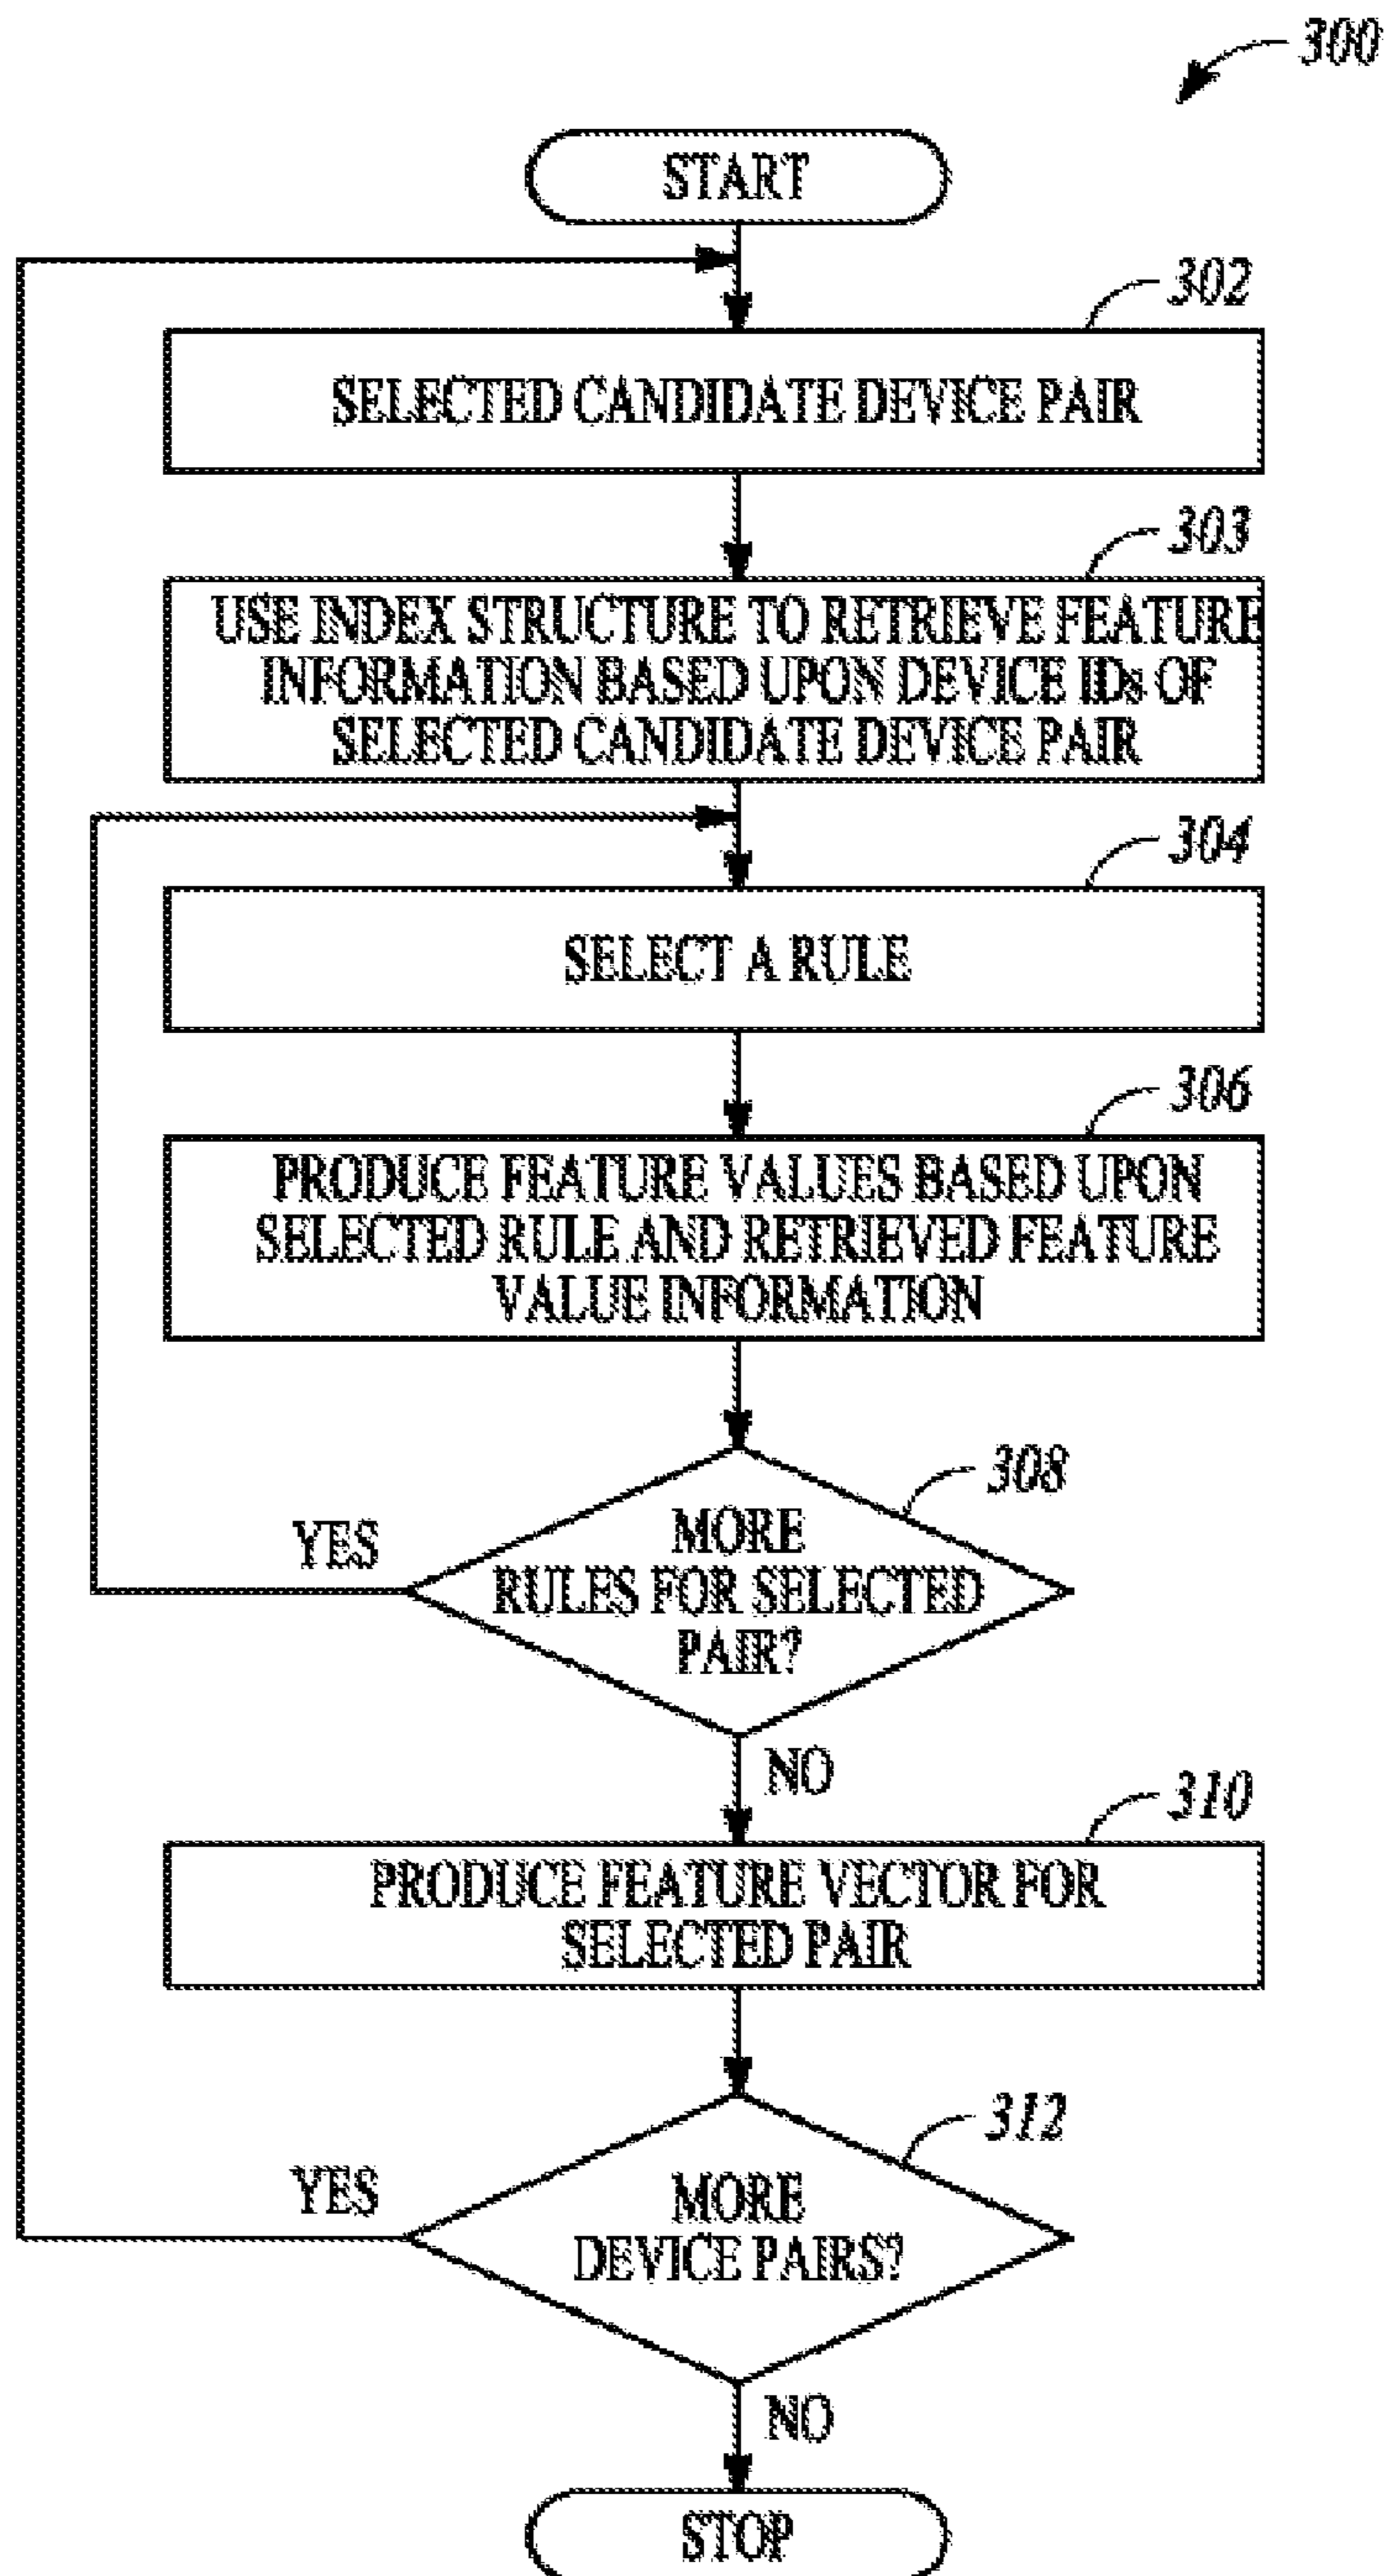 300
START
302
SELECTED CANDIDATE DEVICE PAIR
303
USE INDEX STRUCTURE TO RETRIEVE FEATURE
INFORMATION BASED UPON DEVICE IDs OF
SELECTED CANDIDATE DEVICE PAIR
304
SELECT A RULE
306
PRODUCE FEATURE VALUES BASED UPON
SELECTED RULE AND RETRIEVED FEATURE
VALUE INFORMATION
308
YES
MORE
RULES FOR SELECTED
PAIR?
NO
310
PRODUCE FEATURE VECTOR FOR
SELECTED PAIR
312
YES
MORE
DEVICE PAIRS?
NO
STOP